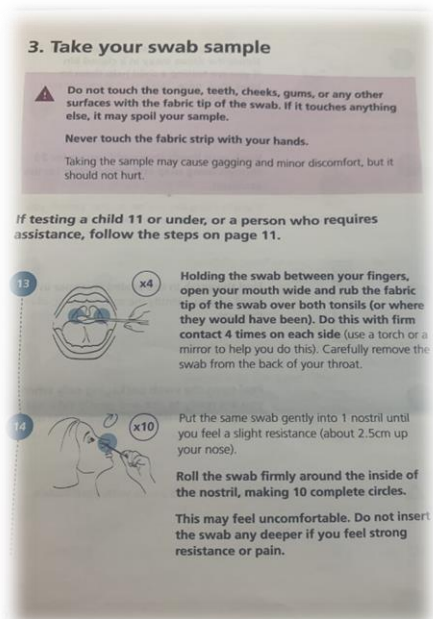 3. Take your swab sample
Do not touch the tongue, teeth, cheeks, gums, or any other
surfaces with the fabric tip of the swab. If it touches anything
else, it may spoil your sample.
Never touch the fabric strip with your hands.
Taking the sample may cause gagging and minor discomfort, but it
should not hurt.
If testing a child 11 or under, or a person who requires
assistance, follow the steps on page 11.
13
x4
Holding the swab between your fingers,
open your mouth wide and rub the fabric
tip of the swab over both tonsils (or where
they would have been). Do this with firm
contact 4 times on each side (use a torch or a
mirror to help you do this). Carefully remove the
swab from the back of your throat.
14
x10
Put the same swab gently into 1 nostril until
you feel a slight resistance (about 2.5cm up
your nose).
Roll the swab firmly around the inside of
the nostril, making 10 complete circles.
This may feel uncomfortable. Do not insert
the swab any deeper if you feel strong
resistance or pain.